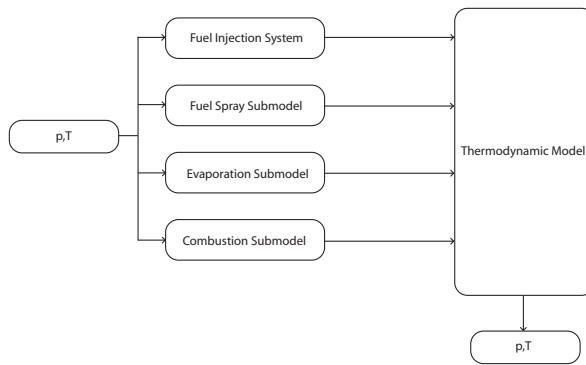 Fuel Injection System
Fuel Spray Submodel
p,T
Thermodynamic Model
Evaporation Submodel
Combustion Submodel
p,T